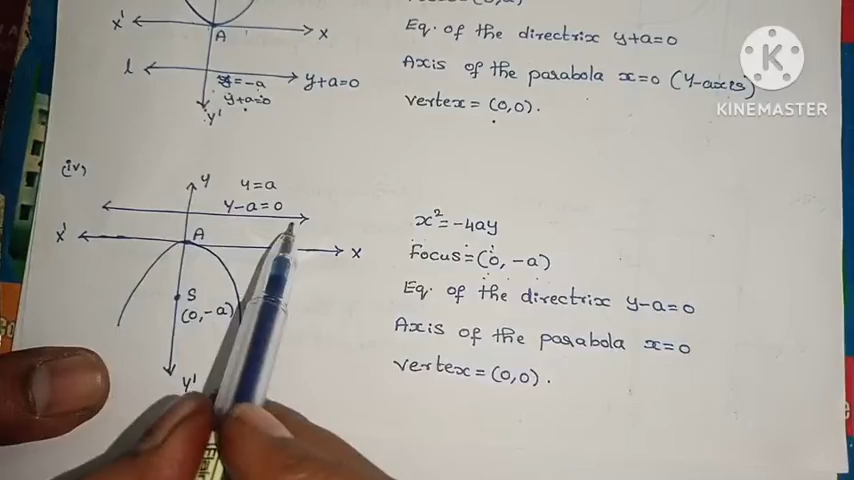 x'
A
x
l
y=-a
y+a=0
y+a=0
y'
Eq. of the directrix y+a=0
Axis of the parabola x=0 (Y-axis)
vertex = (0,0).
K
KINEMASTER
(iv)
y
y=a
y-a=0
x'
A
x
S
(0,-a)
y'
x²=-4ay
Focus=(0,-a)
Eq. of the directrix y-a=0
Axis of the parabola x=0
vertex = (0,0).